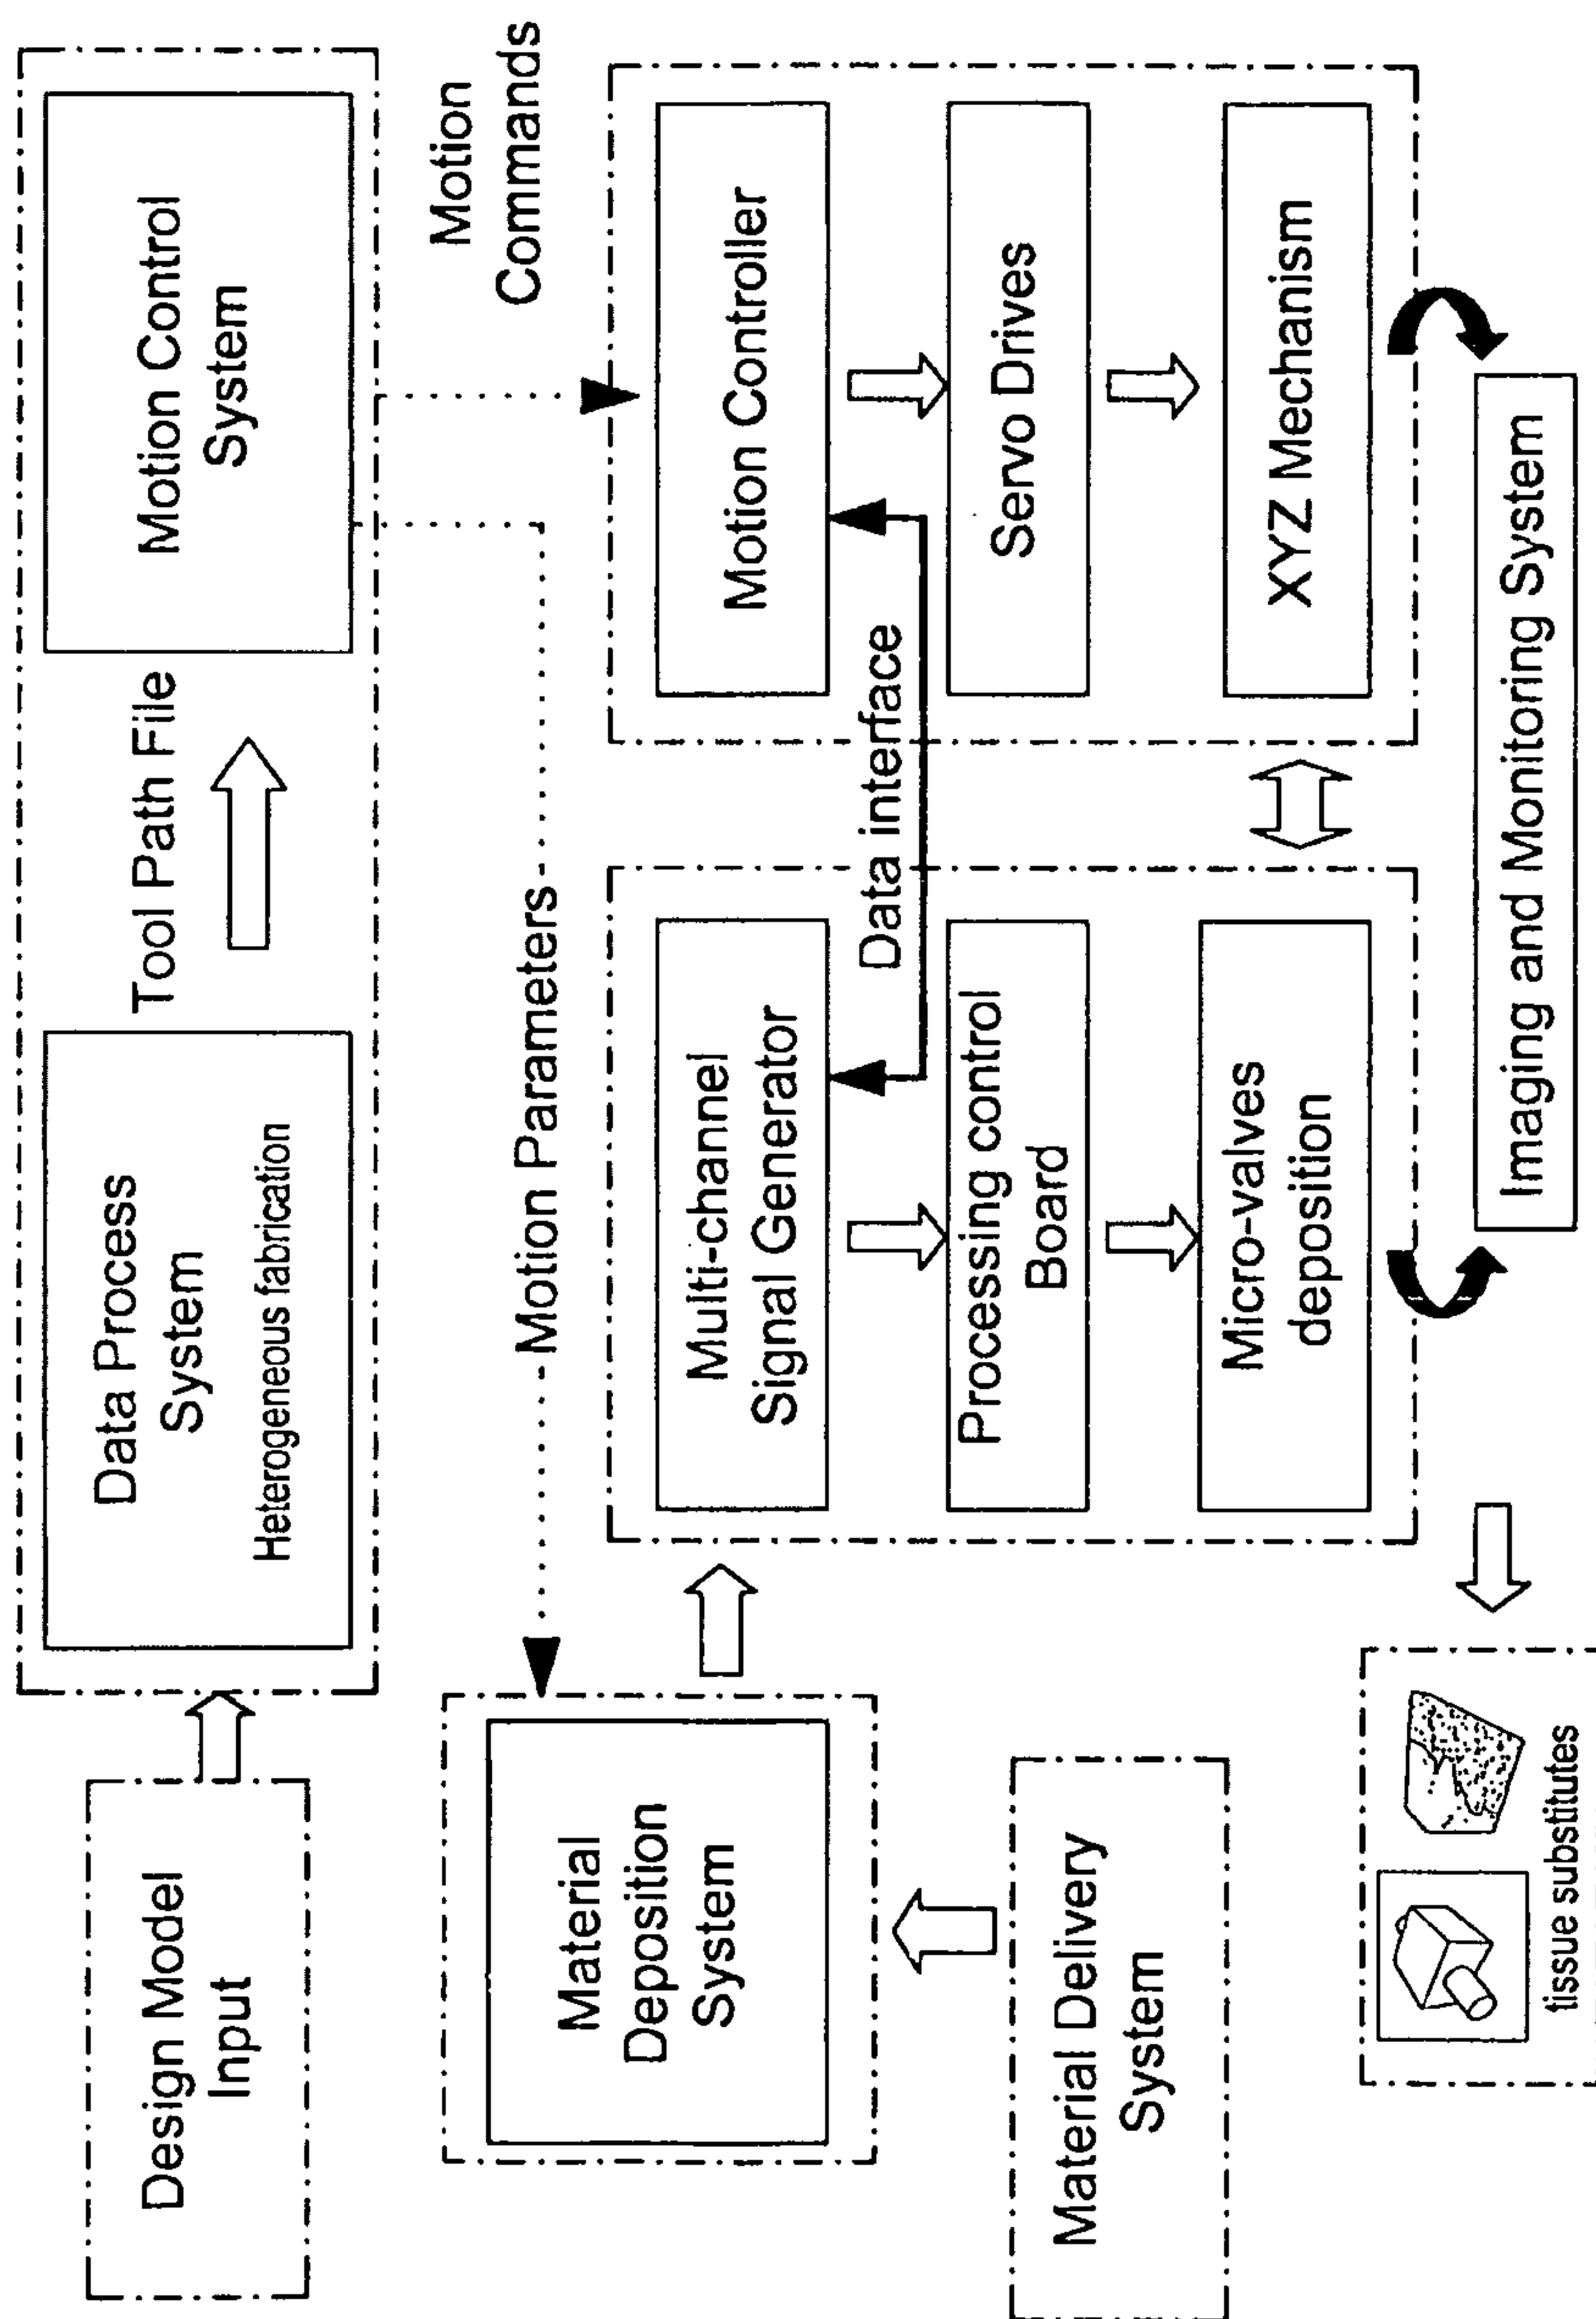 Design Model
Input
Data Process
System
Heterogeneous fabrication
Tool Path File
Motion Control
System
Motion
Commands
Motion Parameters
Material
Deposition
System
Multi-channel
Signal Generator
Data interface
Motion Controller
Processing control
Board
Servo Drives
Material Delivery
System
Micro-valves
deposition
XYZ Mechanism
Imaging and Monitoring System
tissue substitutes